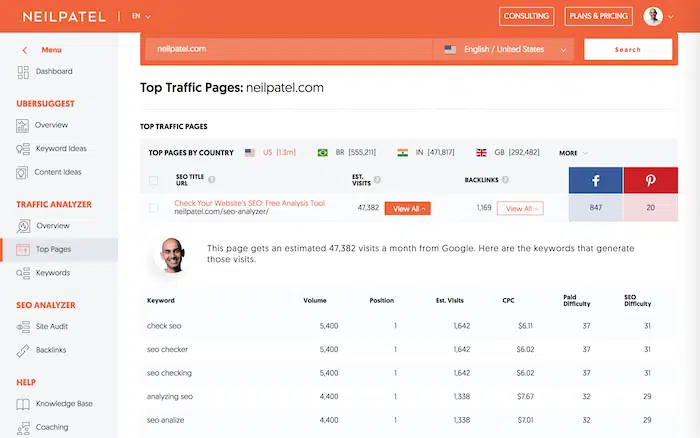 NEILPATEL
EN
CONSULTING
PLANS & PRICING
Menu
Dashboard
UBERSUGGEST
Overview
Keyword Ideas
Content Ideas
TRAFFIC ANALYZER
Overview
Top Pages
Keywords
SEO ANALYZER
Site Audit
Backlinks
HELP
Knowledge Base
Coaching
neilpatel.com
English / United States
Search
Top Traffic Pages: neilpatel.com
TOP TRAFFIC PAGES
TOP PAGES BY COUNTRY US [1.3m] BR [555,211] IN [471,817] GB [292,482] MORE
SEO TITLE URL ? EST. VISITS ? BACKLINKS ? f
Check Your Website's SEO: Free Analysis Tool
neilpatel.com/seo-analyzer/
47,382 View All 1,169 View All 847 20
This page gets an estimated 47,382 visits a month from Google. Here are the keywords that generate
those visits.
Keyword Volume Position Est. Visits CPC Paid Difficulty SEO Difficulty
check seo 5,400 1 1,642 $6.11 37 31
seo checker 5,400 1 1,642 $6.02 37 31
seo checking 5,400 1 1,642 $6.02 37 31
analyzing seo 4,400 1 1,338 $7.67 32 29
seo analize 4,400 1 1,338 $7.01 32 29